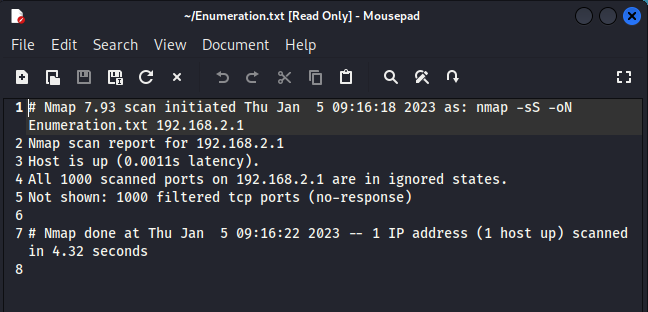 ~/Enumeration.txt [Read Only] - Mousepad
File Edit Search View Document Help
1 # Nmap 7.93 scan initiated Thu Jan  5 09:16:18 2023 as: nmap -sS -oN
Enumeration.txt 192.168.2.1
2 Nmap scan report for 192.168.2.1
3 Host is up (0.0011s latency).
4 All 1000 scanned ports on 192.168.2.1 are in ignored states.
5 Not shown: 1000 filtered tcp ports (no-response)
6
7 # Nmap done at Thu Jan  5 09:16:22 2023 -- 1 IP address (1 host up) scanned
in 4.32 seconds
8